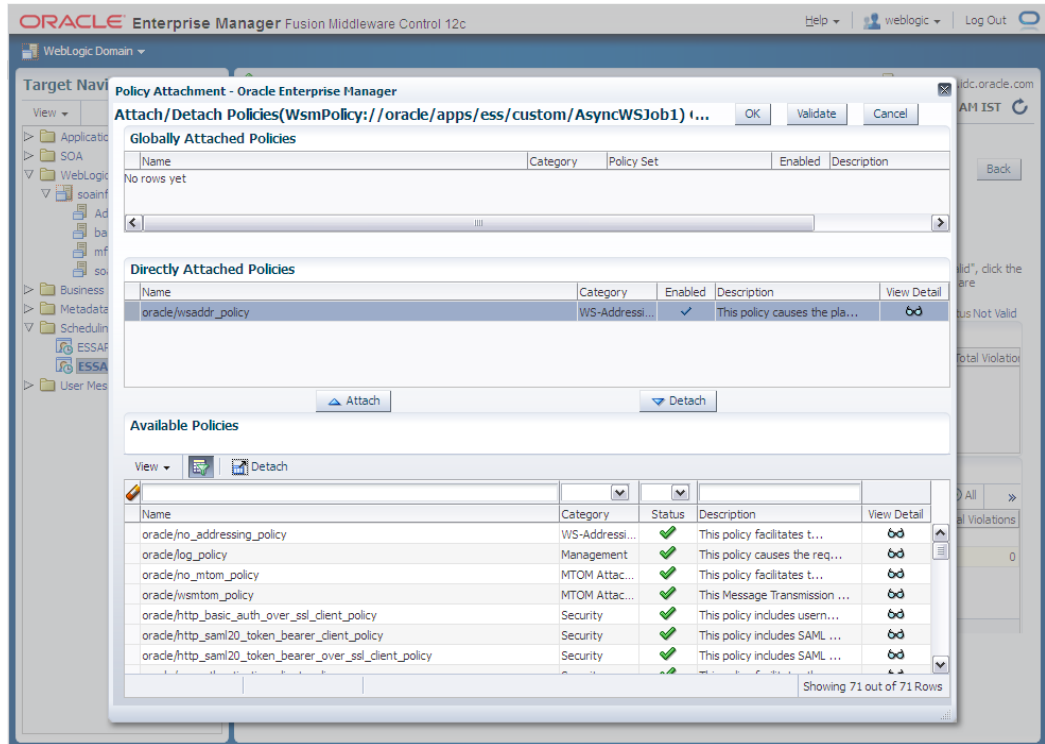 ORACLE Enterprise Manager Fusion Middleware Control 12c
Help weblogic Log Out
WebLogic Domain
Target Navi
idc.oracle.com
View
AM IST
Policy Attachment - Oracle Enterprise Manager
Attach/Detach Policies(WsmPolicy://oracle/apps/ess/custom/AsyncWSJob1) (...
OK Validate Cancel
Applicatio
SOA
WebLogic
soainf
Ad
ba
mf
so
Business
Metadata
Schedulin
ESSAP
ESSA
User Mes
Back
Globally Attached Policies
Name Category Policy Set Enabled Description
No rows yet
Directly Attached Policies
Name Category Enabled Description View Detail
oracle/wsaddr_policy WS-Addressi... This policy causes the pla...
Attach Detach
Available Policies
View Detach
Name Category Status Description View Detail
oracle/no_addressing_policy WS-Addressi... This policy facilitates t...
oracle/log_policy Management This policy causes the req...
oracle/no_mtom_policy MTOM Attac... This policy facilitates t...
oracle/wsmtom_policy MTOM Attac... This Message Transmission ...
oracle/http_basic_auth_over_ssl_client_policy Security This policy includes usern...
oracle/http_saml20_token_bearer_client_policy Security This policy includes SAML ...
oracle/http_saml20_token_bearer_over_ssl_client_policy Security This policy includes SAML ...
Showing 71 out of 71 Rows
lid", click the
are
tus Not Valid
Total Violation
All »
al Violations
0